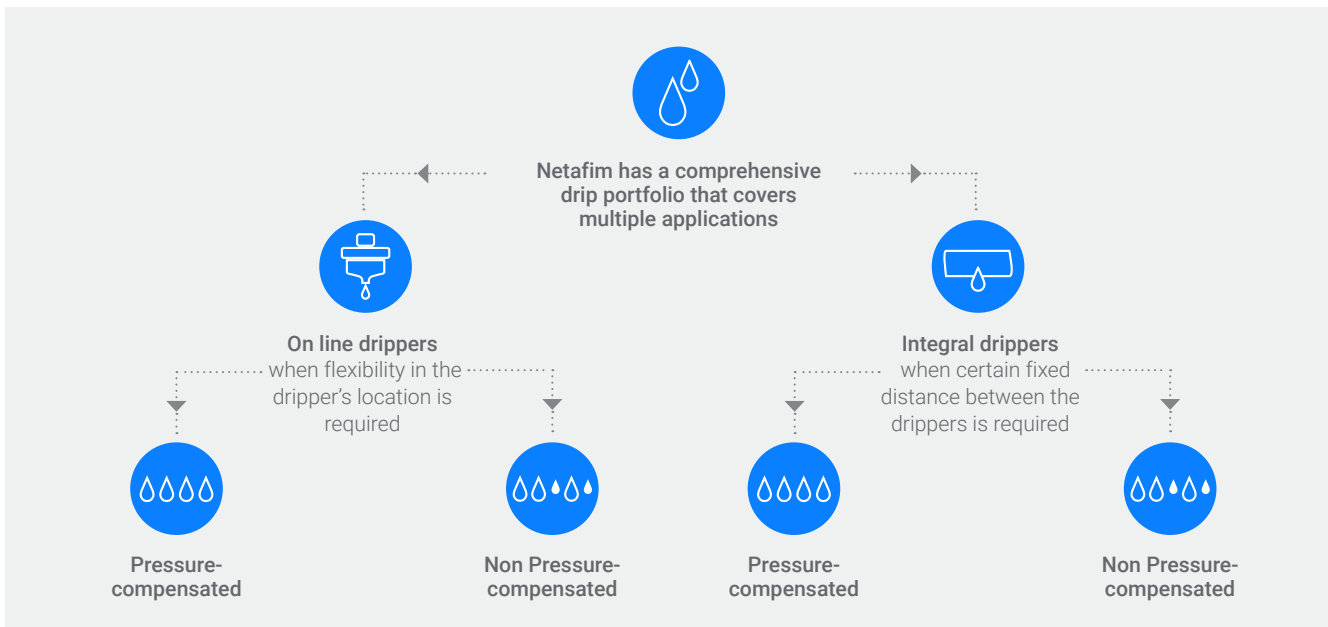 Netafim has a comprehensive
drip portfolio that covers
multiple applications
On line drippers
when flexibility in the
dripper's location is
required
Integral drippers
when certain fixed
distance between the
drippers is required
Pressure-
compensated
Non Pressure-
compensated
Pressure-
compensated
Non Pressure-
compensated